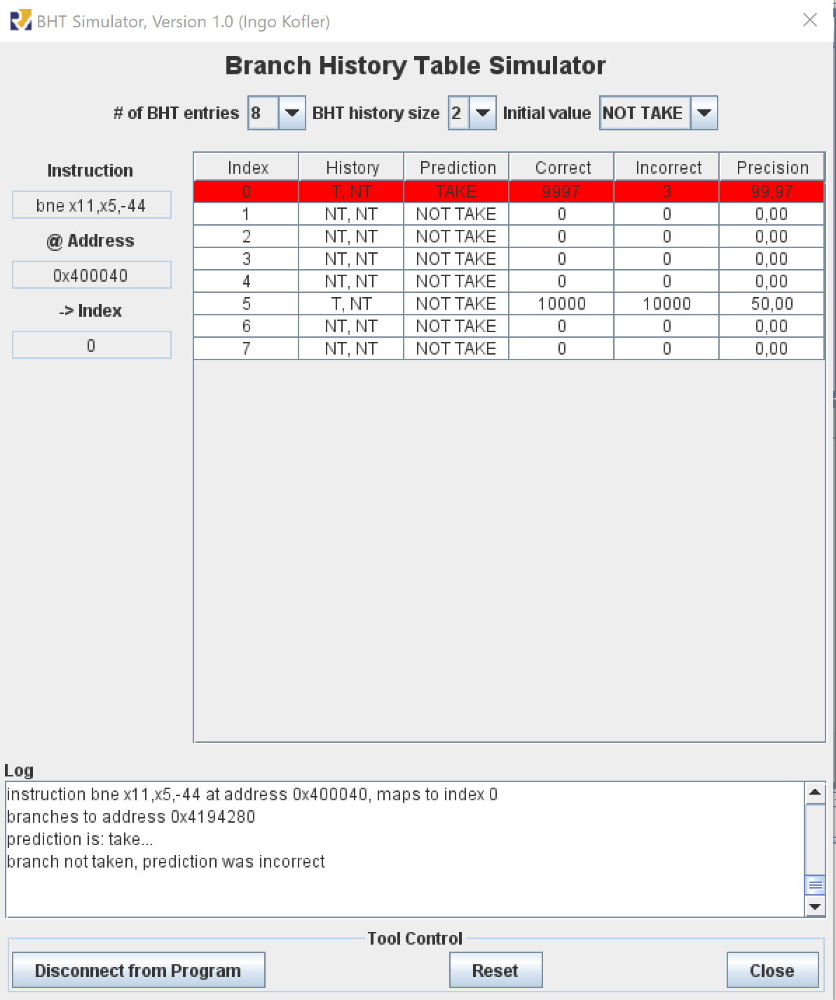 BHT Simulator, Version 1.0 (Ingo Kofler)
Branch History Table Simulator
# of BHT entries 8 BHT history size 2 Initial value NOT TAKE
Instruction
bne x11,x5,-44
@ Address
0x400040
-> Index
0
Index History Prediction Correct Incorrect Precision
0 T, NT TAKE 9997 3 99,97
1 NT, NT NOT TAKE 0 0 0,00
2 NT, NT NOT TAKE 0 0 0,00
3 NT, NT NOT TAKE 0 0 0,00
4 NT, NT NOT TAKE 0 0 0,00
5 T, NT NOT TAKE 10000 10000 50,00
6 NT, NT NOT TAKE 0 0 0,00
7 NT, NT NOT TAKE 0 0 0,00
Log
instruction bne x11,x5,-44 at address 0x400040, maps to index 0
branches to address 0x4194280
prediction is: take...
branch not taken, prediction was incorrect
Tool Control
Disconnect from Program Reset Close